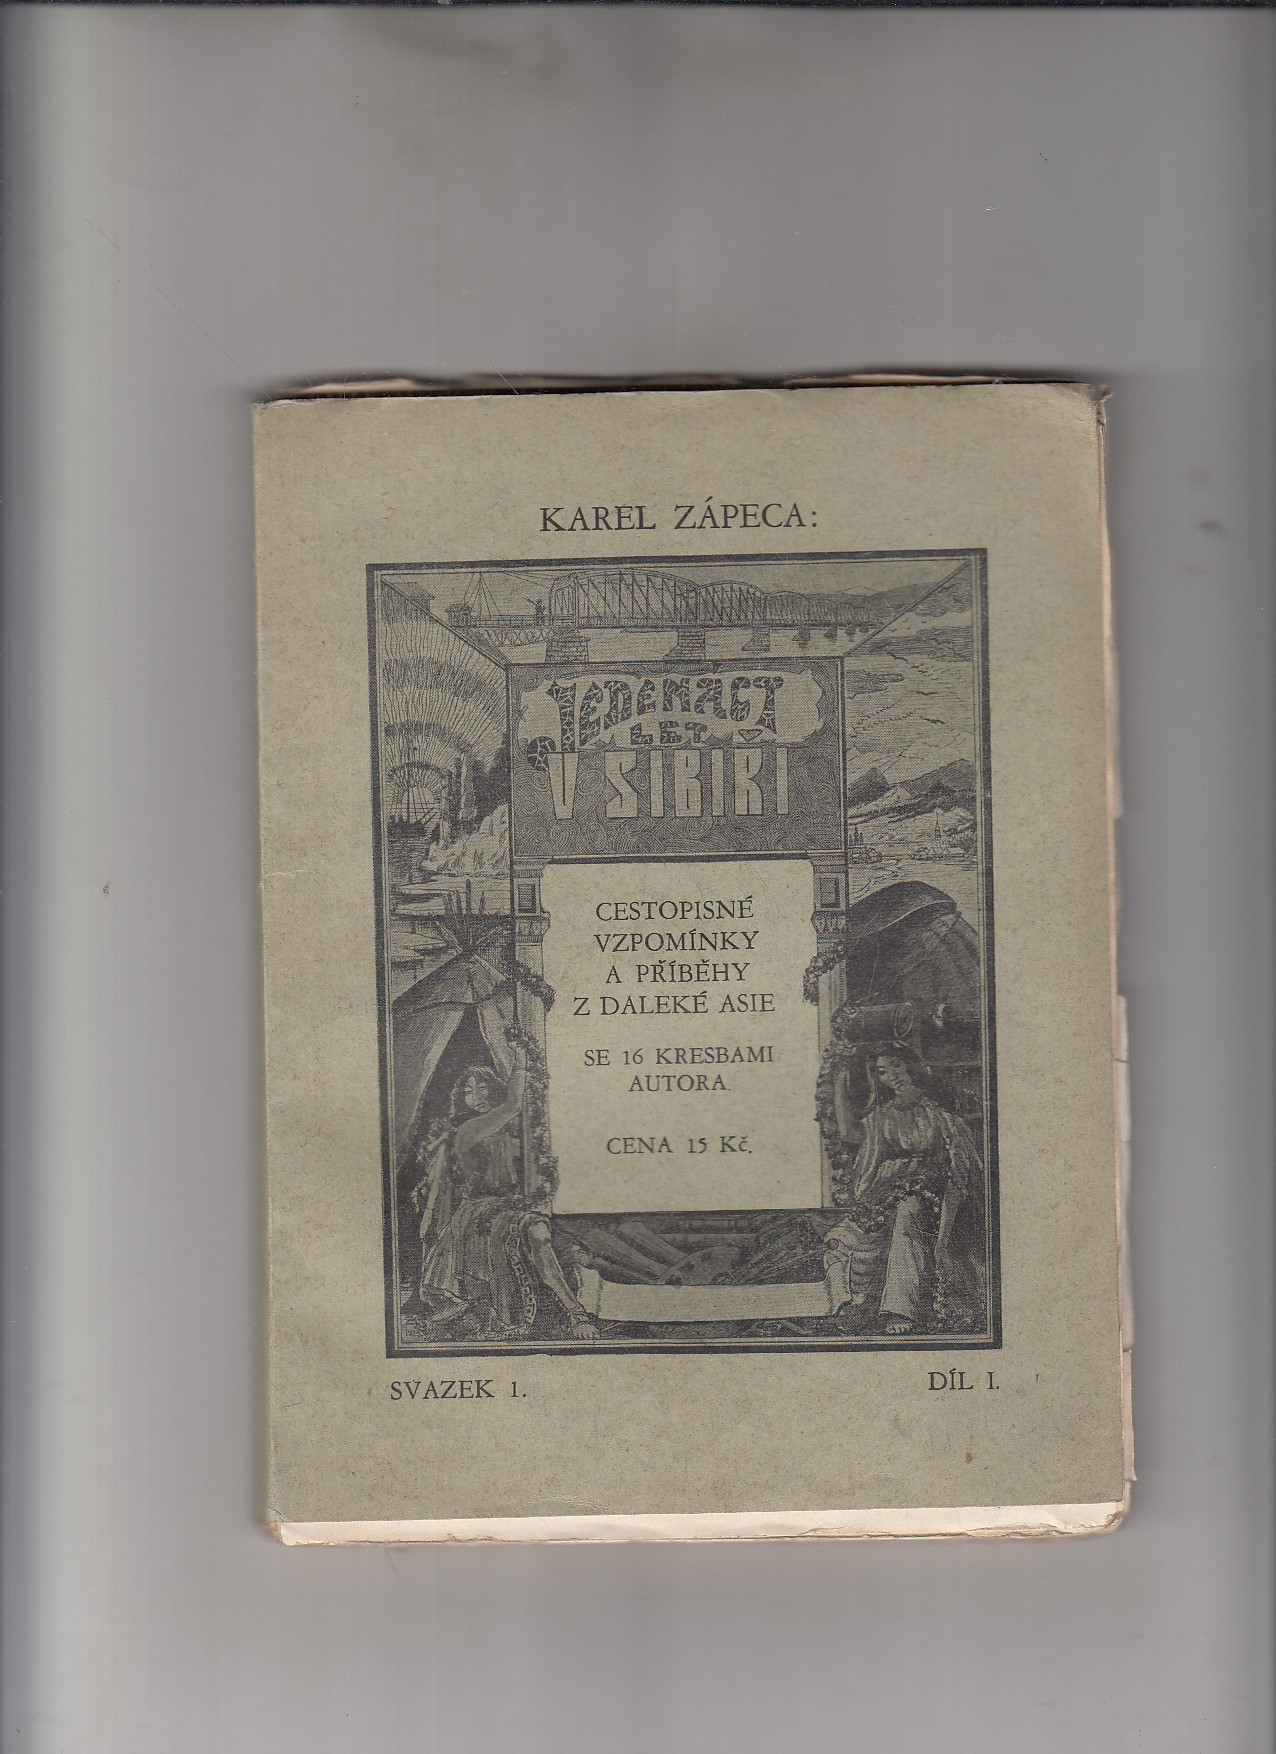 KAREL ZÁPECA:
JEDENACT
LET
V SIBIŘI
CESTOPISNÉ
VZPOMÍNKY
A PŘÍBĚHY
Z DALEKÉ ASIE
SE 16 KRESBAMI
AUTORA
CENA 15 Kč.
SVAZEK 1.
DÍL I.